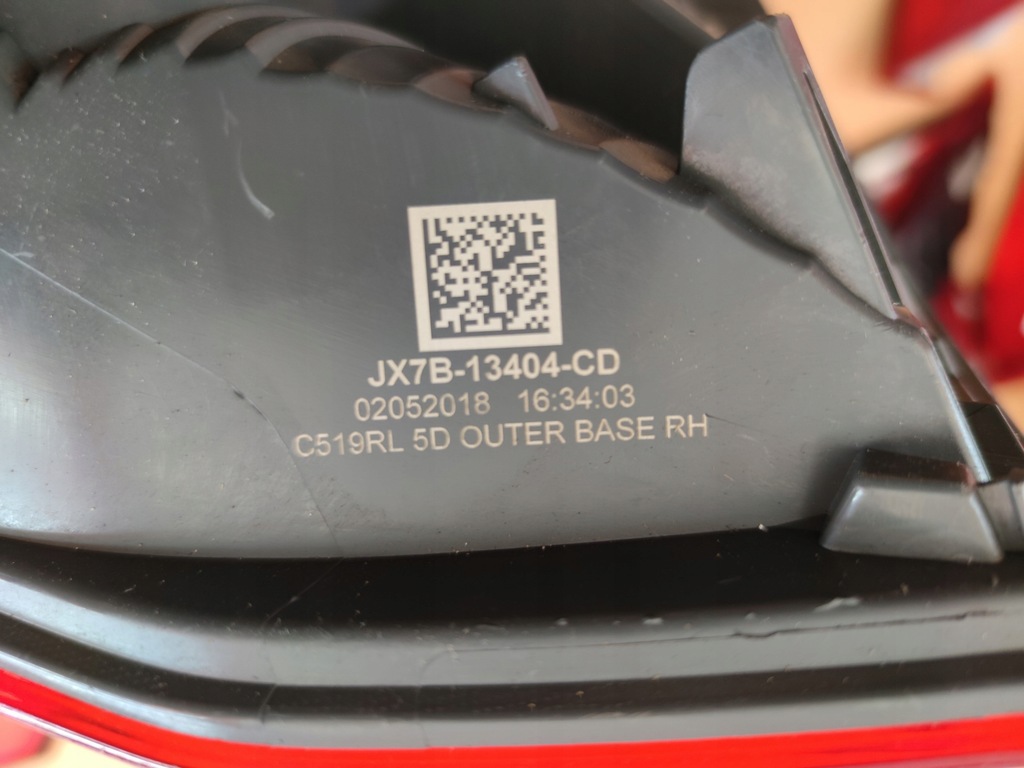 JX7B-13404-CD
02052018 16:34:03
C519RL 5D OUTER BASE RH